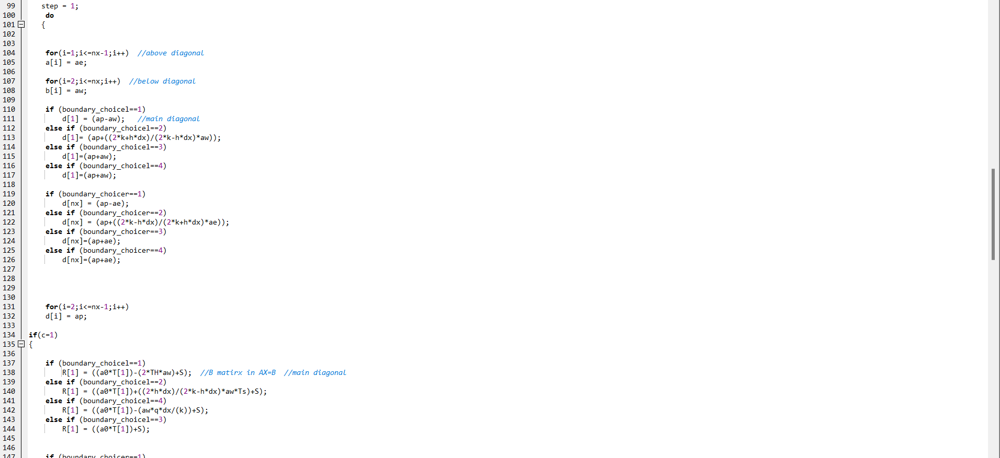 99 step = 1;
100 do
101 {
102
103
104 for(i=1;i<=nx-1;i++) //above diagonal
105 a[i] = ae;
106
107 for(i=2;i<=nx;i++) //below diagonal
108 b[i] = aw;
109
110 if (boundary_choicel==1)
111 d[1] = (ap-aw); //main diagonal
112 else if (boundary_choicel==2)
113 d[1]= (ap+((2*k+h*dx)/(2*k-h*dx)*aw));
114 else if (boundary_choicel==3)
115 d[1]=(ap+aw);
116 else if (boundary_choicel==4)
117 d[1]=(ap+aw);
118
119 if (boundary_choicer==1)
120 d[nx] = (ap-ae);
121 else if (boundary_choicer==2)
122 d[nx] = (ap+((2*k-h*dx)/(2*k+h*dx)*ae));
123 else if (boundary_choicer==3)
124 d[nx]=(ap+ae);
125 else if (boundary_choicer==4)
126 d[nx]=(ap+ae);
127
128
129
130
131 for(i=2;i<=nx-1;i++)
132 d[i] = ap;
133
134 if(c=1)
135 {
136
137 if (boundary_choicel==1)
138 R[1] = ((a0*T[1])-(2*TH*aw)+S); //B matirx in AX=B //main diagonal
139 else if (boundary_choicel==2)
140 R[1] = ((a0*T[1])+((2*h*dx)/(2*k-h*dx)*aw*Ts)+S);
141 else if (boundary_choicel==4)
142 R[1] = ((a0*T[1])-(aw*q*dx/(k))+S);
143 else if (boundary_choicel==3)
144 R[1] = ((a0*T[1])+S);
145
146
147 if (boundary_choicer==1)